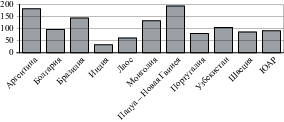 200
150
100
50
0
Аргентина
Болгария
Бразилия
Индия
Лаос
Монголия
Папуа – Новая Гвинея
Португалия
Узбекистан
Швеция
ЮАР